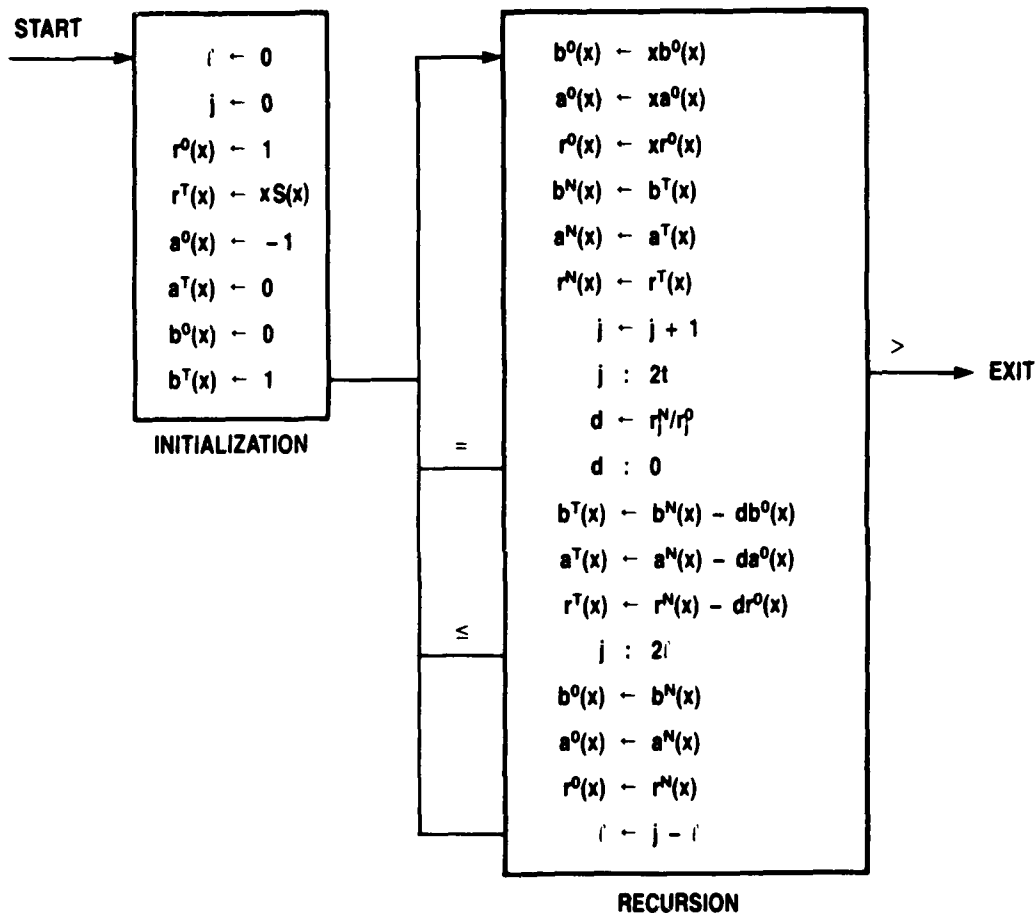 START
ℓ ← 0
j ← 0
r⁰(x) ← 1
rᵀ(x) ← xS(x)
a⁰(x) ← -1
aᵀ(x) ← 0
b⁰(x) ← 0
bᵀ(x) ← 1
INITIALIZATION
b⁰(x) ← xb⁰(x)
a⁰(x) ← xa⁰(x)
r⁰(x) ← xr⁰(x)
bᴺ(x) ← bᵀ(x)
aᴺ(x) ← aᵀ(x)
rᴺ(x) ← rᵀ(x)
j ← j + 1
j : 2t
>
EXIT
d ← rⱼᴺ/rⱼ⁰
=
d : 0
bᵀ(x) ← bᴺ(x) - db⁰(x)
aᵀ(x) ← aᴺ(x) - da⁰(x)
rᵀ(x) ← rᴺ(x) - dr⁰(x)
≤
j : 2ℓ
b⁰(x) ← bᴺ(x)
a⁰(x) ← aᴺ(x)
r⁰(x) ← rᴺ(x)
ℓ ← j - ℓ
RECURSION